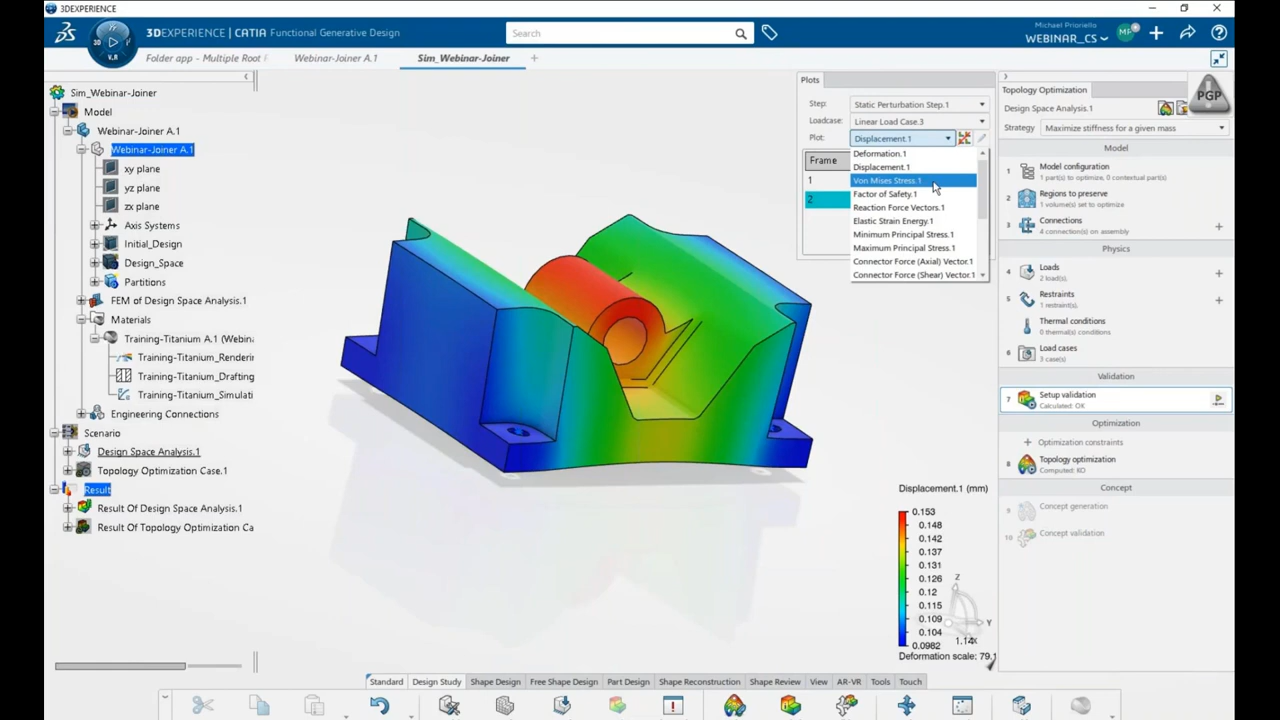 3DEXPERIENCE
3DEXPERIENCE | CATIA Functional Generative Design
Search
Michael Prioriello
WEBINAR_CS
MP
3D
V.R
Folder app - Multiple Root
Webinar-Joiner A.1
Sim_Webinar-Joiner
Sim_Webinar-Joiner
Model
Webinar-Joiner A.1
Webinar-Joiner A.1
xy plane
yz plane
zx plane
Axis Systems
Initial_Design
Design_Space
Partitions
FEM of Design Space Analysis.1
Materials
Training-Titanium A.1 (Webina
Training-Titanium_Renderin
Training-Titanium_Drafting
Training-Titanium_Simulati
Engineering Connections
Scenario
Design Space Analysis.1
Topology Optimization Case.1
Result
Result Of Design Space Analysis.1
Result Of Topology Optimization Ca
Plots
Step: Static Perturbation Step.1
Loadcase: Linear Load Case.3
Plot: Displacement.1
Frame
1
2
Deformation.1
Displacement.1
Von Mises Stress.1
Factor of Safety.1
Reaction Force Vectors.1
Elastic Strain Energy.1
Minimum Principal Stress.1
Maximum Principal Stress.1
Connector Force (Axial) Vector.1
Connector Force (Shear) Vector.1
Displacement.1 (mm)
0.153
0.148
0.142
0.137
0.131
0.126
0.12
0.115
0.109
0.104
0.0982
Deformation scale: 79.1
Z
Y
1.14X
Topology Optimization
PGP
Design Space Analysis.1
Strategy Maximize stiffness for a given mass
Model
1 Model configuration
1 part(s) to optimize, 0 contextual part(s)
2 Regions to preserve
1 volume(s) set to optimize
3 Connections
4 connection(s) on assembly
Physics
4 Loads
2 load(s),
5 Restraints
1 restraint(s),
Thermal conditions
0 thermal(s) conditions
6 Load cases
3 case(s)
Validation
7 Setup validation
Calculated: OK
Optimization
Optimization constraints
8 Topology optimization
Computed: KO
Concept
9 Concept generation
10 Concept validation
Standard Design Study Shape Design Free Shape Design Part Design Shape Reconstruction Shape Review View AR-VR Tools Touch